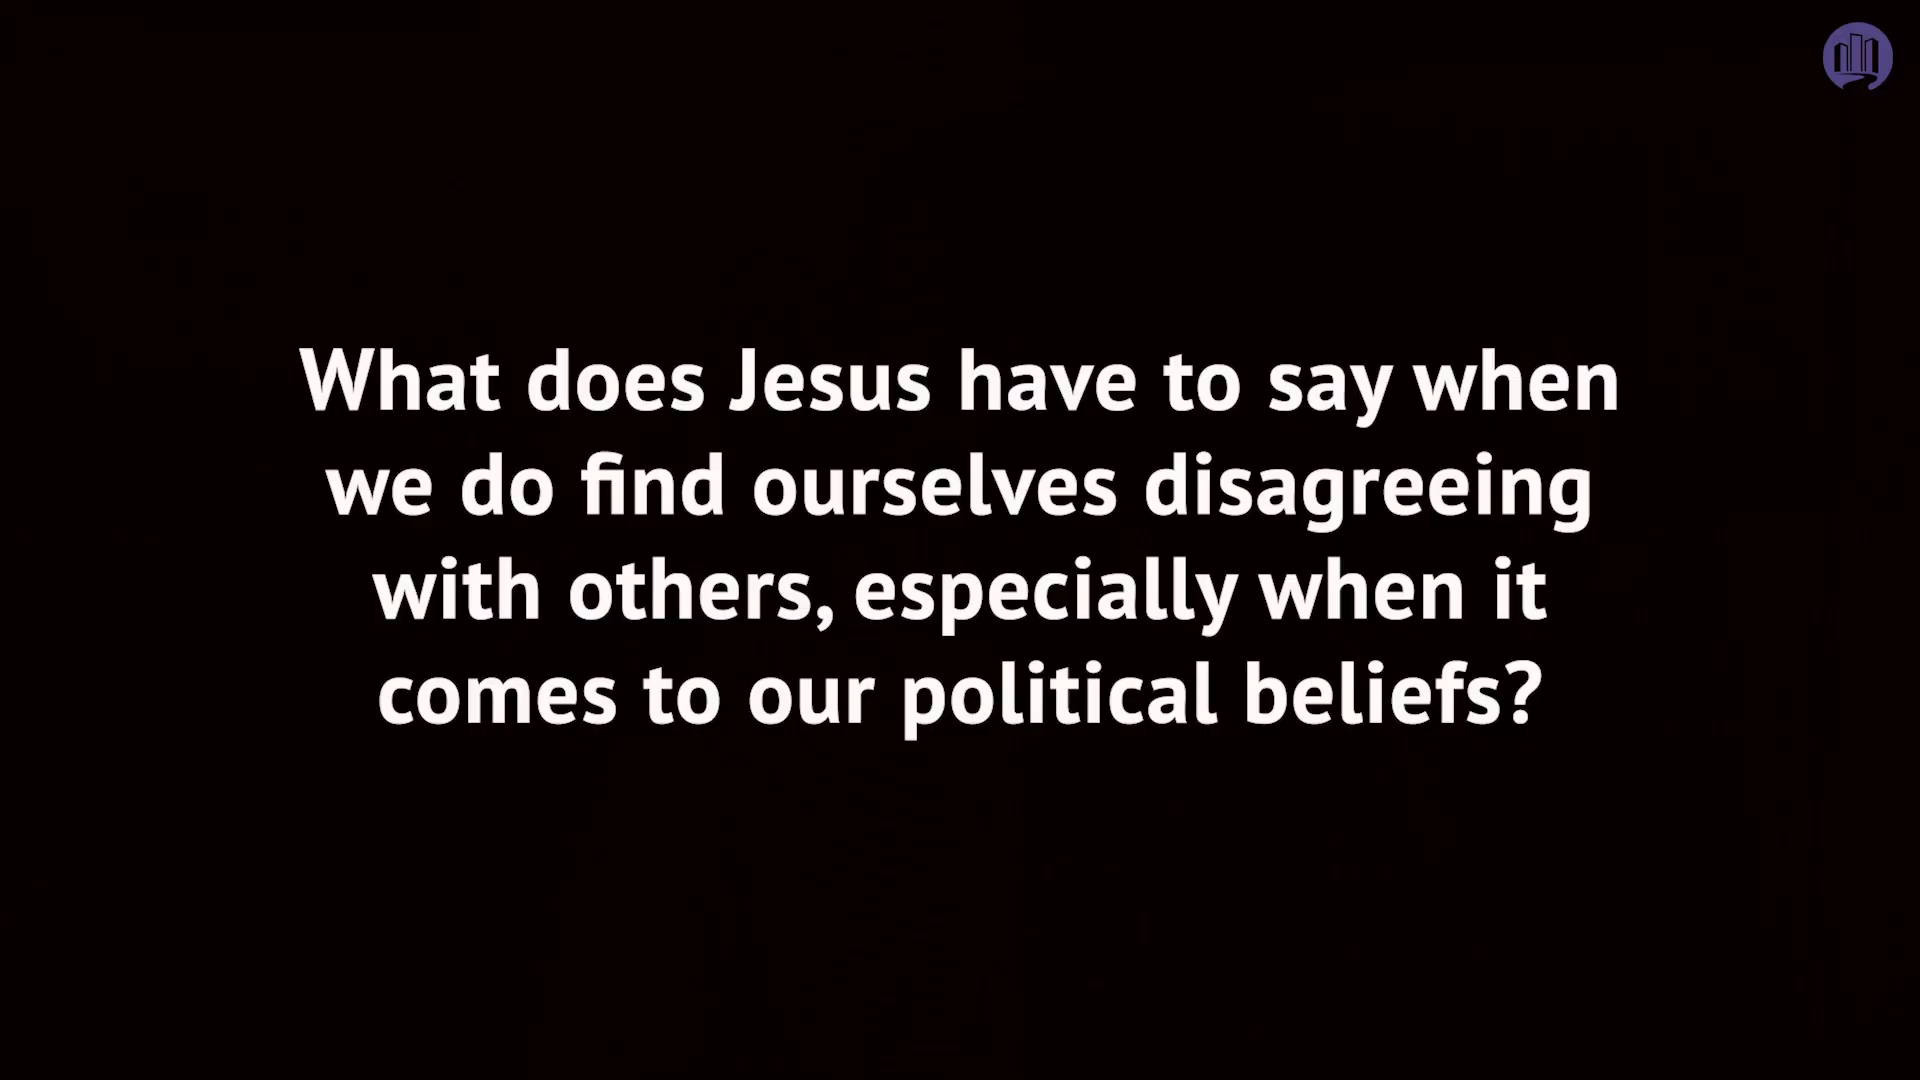 What does Jesus have to say when
we do find ourselves disagreeing
with others, especially when it
comes to our political beliefs?